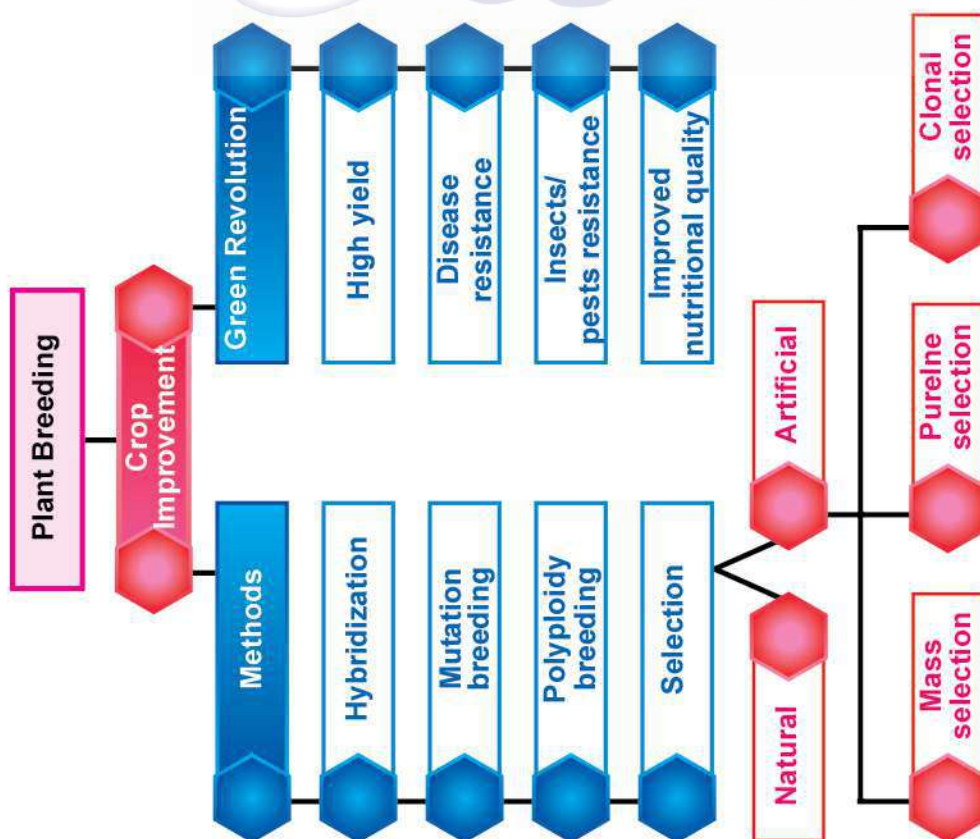 Plant Breeding
Crop
Improvement
Methods
Hybridization
Mutation
breeding
Polyploidy
breeding
Selection
Natural
Artificial
Mass
selection
Purelne
selection
Clonal
selection
Green Revolution
High yield
Disease
resistance
Insects/
pests resistance
Improved
nutritional quality